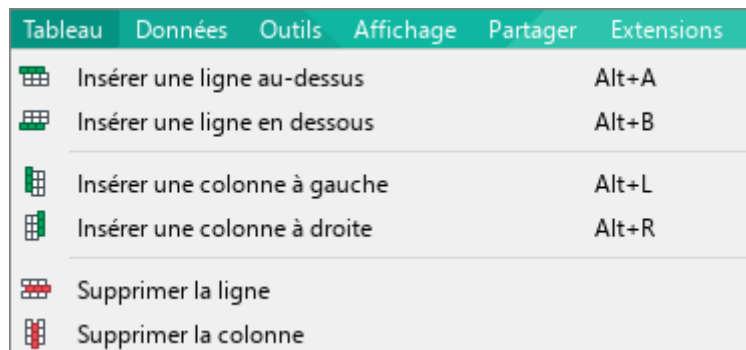 Tableau Données Outils Affichage Partager Extensions
Insérer une ligne au-dessus Alt+A
Insérer une ligne en dessous Alt+B
Insérer une colonne à gauche Alt+L
Insérer une colonne à droite Alt+R
Supprimer la ligne
Supprimer la colonne